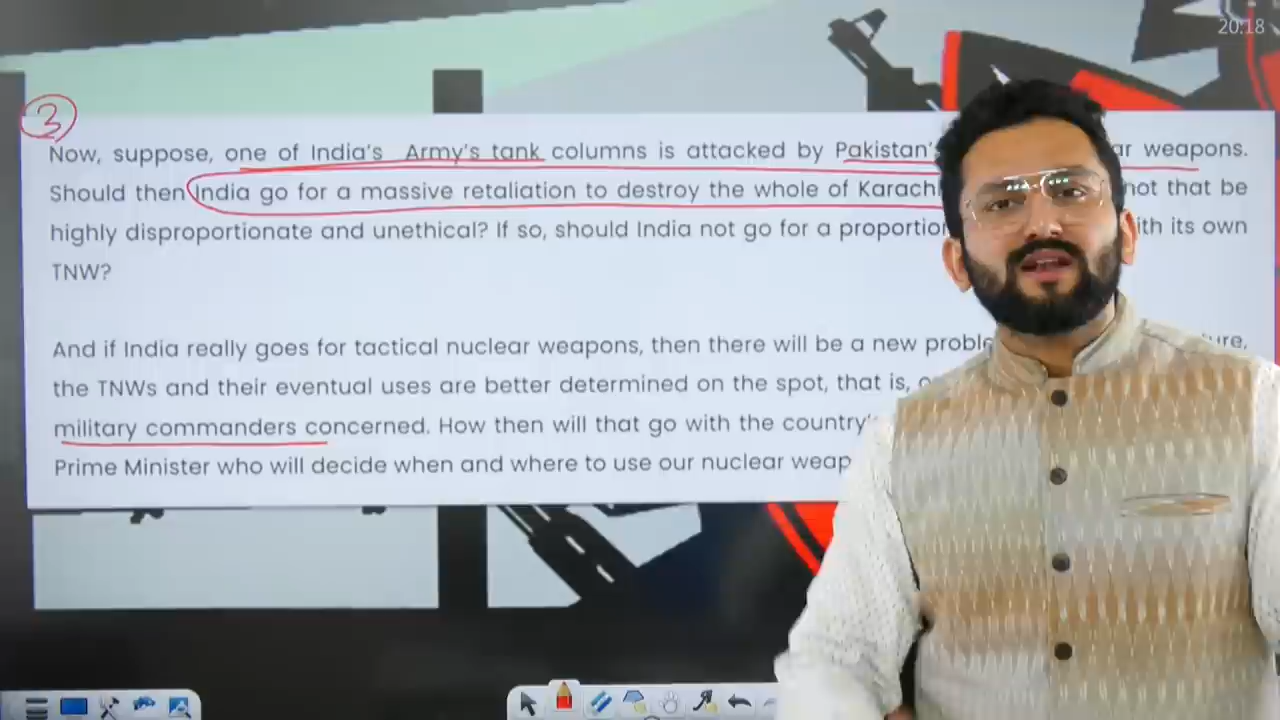 20:18
3
Now, suppose, one of India's Army's tank columns is attacked by Pakistan's ar weapons.
Should then India go for a massive retaliation to destroy the whole of Karach not that be
highly disproportionate and unethical? If so, should India not go for a proportion ith its own
TNW?
And if India really goes for tactical nuclear weapons, then there will be a new proble ure,
the TNWs and their eventual uses are better determined on the spot, that is, o
military commanders concerned. How then will that go with the country'
Prime Minister who will decide when and where to use our nuclear weap